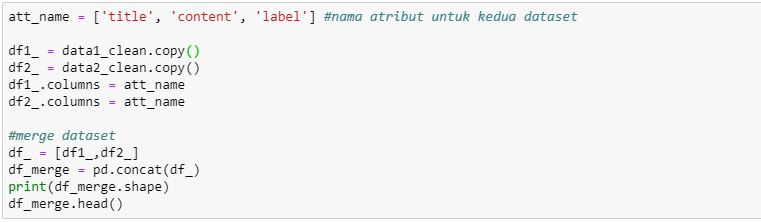 att_name = ['title', 'content', 'label'] #nama atribut untuk kedua dataset
df1_ = data1_clean.copy()
df2_ = data2_clean.copy()
df1_.columns = att_name
df2_.columns = att_name
#merge dataset
df_ = [df1_,df2_]
df_merge = pd.concat(df_)
print(df_merge.shape)
df_merge.head()